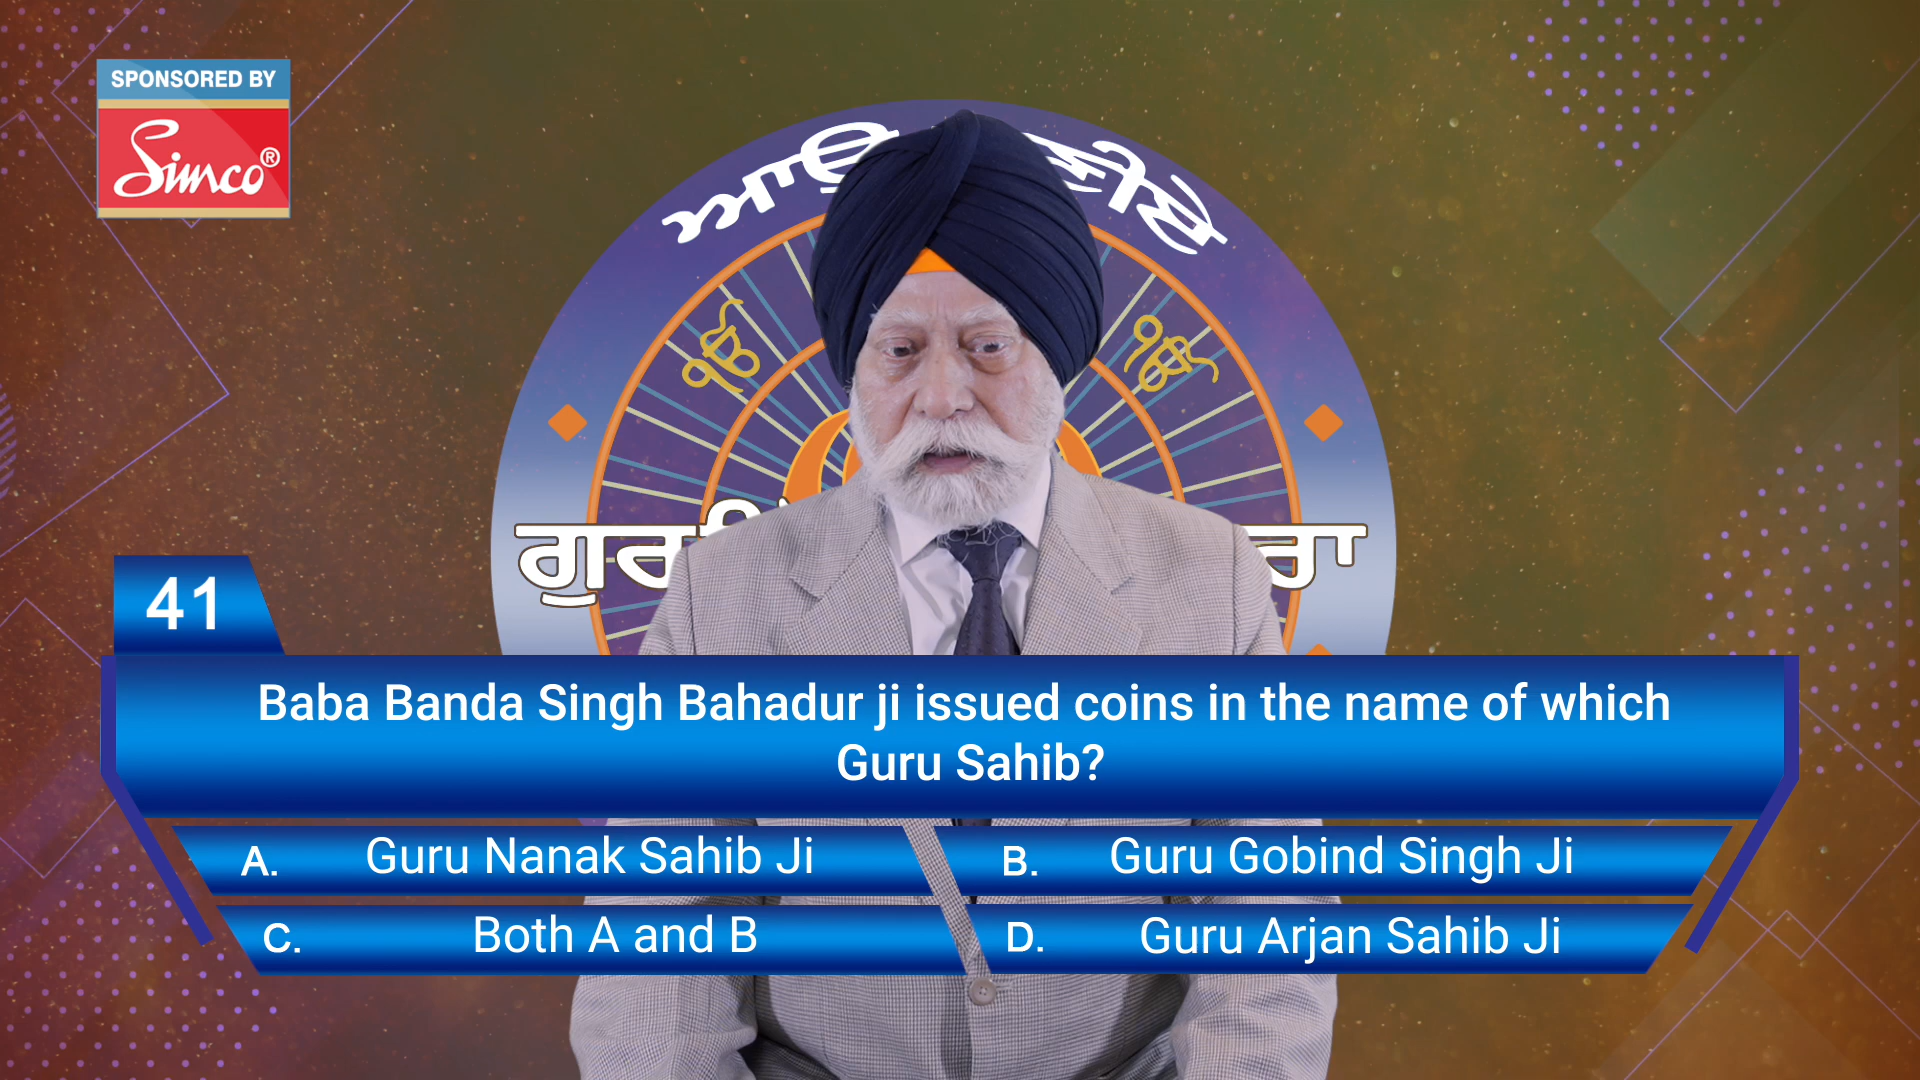 SPONSORED BY
Simco®
41
Baba Banda Singh Bahadur ji issued coins in the name of which
Guru Sahib?
A. Guru Nanak Sahib Ji
B. Guru Gobind Singh Ji
C. Both A and B
D. Guru Arjan Sahib Ji